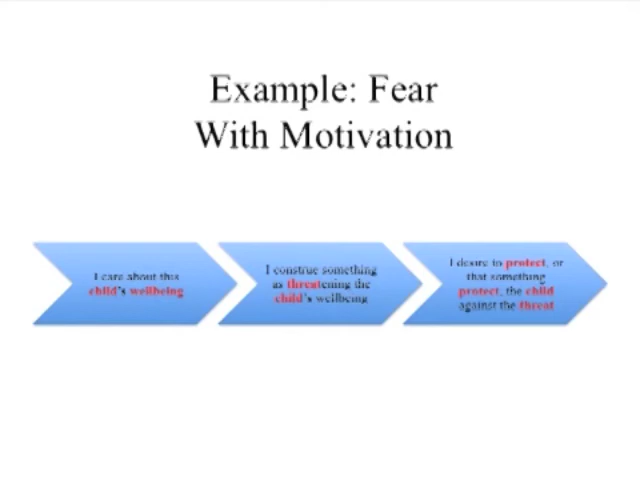 Example: Fear
With Motivation
I care about this
child's wellbeing
I construe something
as threatening the
child's wellbeing
I desire to protect, or
that something
protect, the child
against the threat